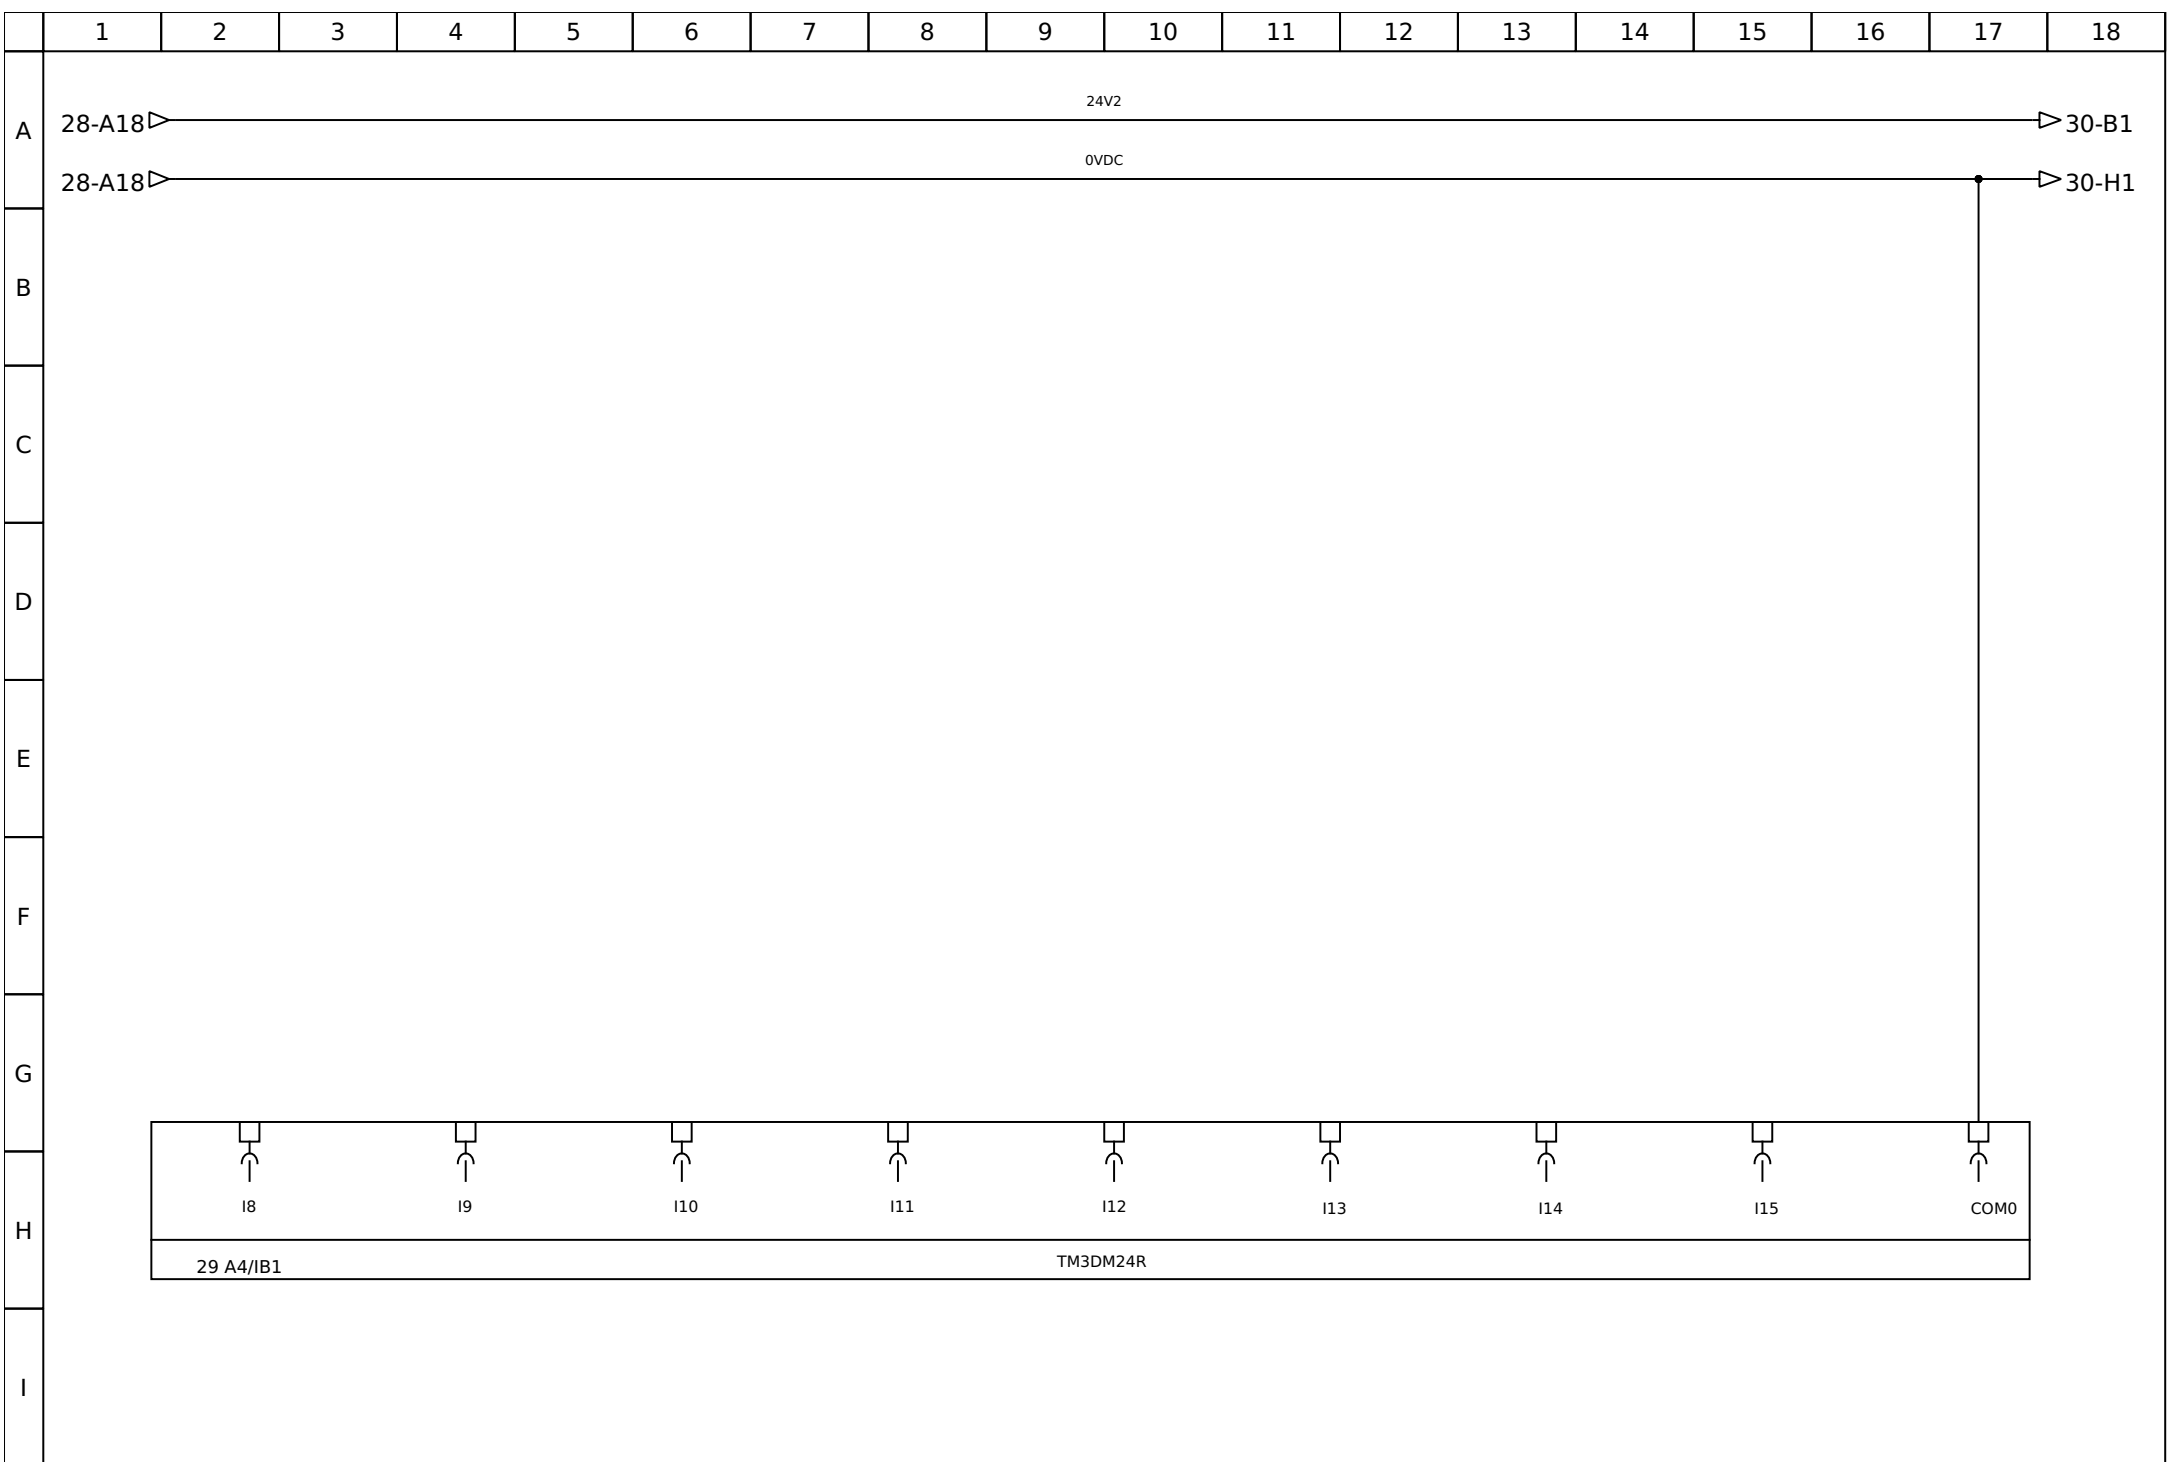 1 2 3 4 5 6 7 8 9 10 11 12 13 14 15 16 17 18
A
24V2
28-A18 30-B1
0VDC
28-A18 30-H1
B
C
D
E
F
G
H
I8 I9 I10 I11 I12 I13 I14 I15 COM0
29 A4/IB1 TM3DM24R
I